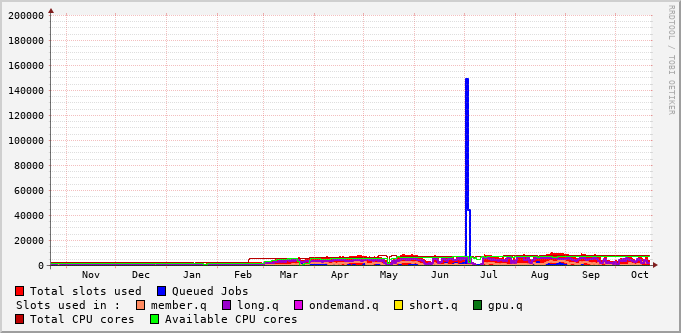 RRDTOOL / TOBI OETIKER
200000
180000
160000
140000
120000
100000
80000
60000
40000
20000
0
Nov Dec Jan Feb Mar Apr May Jun Jul Aug Sep Oct
Total slots used Queued Jobs
Slots used in : member.q long.q ondemand.q short.q gpu.q
Total CPU cores Available CPU cores